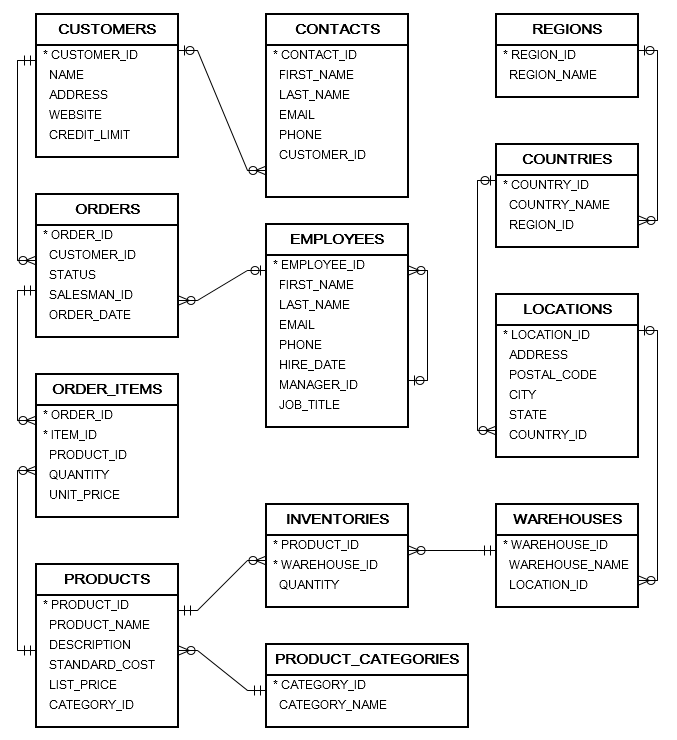 CUSTOMERS
* CUSTOMER_ID
NAME
ADDRESS
WEBSITE
CREDIT_LIMIT
CONTACTS
* CONTACT_ID
FIRST_NAME
LAST_NAME
EMAIL
PHONE
CUSTOMER_ID
REGIONS
* REGION_ID
REGION_NAME
COUNTRIES
* COUNTRY_ID
COUNTRY_NAME
REGION_ID
ORDERS
* ORDER_ID
CUSTOMER_ID
STATUS
SALESMAN_ID
ORDER_DATE
EMPLOYEES
* EMPLOYEE_ID
FIRST_NAME
LAST_NAME
EMAIL
PHONE
HIRE_DATE
MANAGER_ID
JOB_TITLE
LOCATIONS
* LOCATION_ID
ADDRESS
POSTAL_CODE
CITY
STATE
COUNTRY_ID
ORDER_ITEMS
* ORDER_ID
* ITEM_ID
PRODUCT_ID
QUANTITY
UNIT_PRICE
INVENTORIES
* PRODUCT_ID
* WAREHOUSE_ID
QUANTITY
WAREHOUSES
* WAREHOUSE_ID
WAREHOUSE_NAME
LOCATION_ID
PRODUCTS
* PRODUCT_ID
PRODUCT_NAME
DESCRIPTION
STANDARD_COST
LIST_PRICE
CATEGORY_ID
PRODUCT_CATEGORIES
* CATEGORY_ID
CATEGORY_NAME